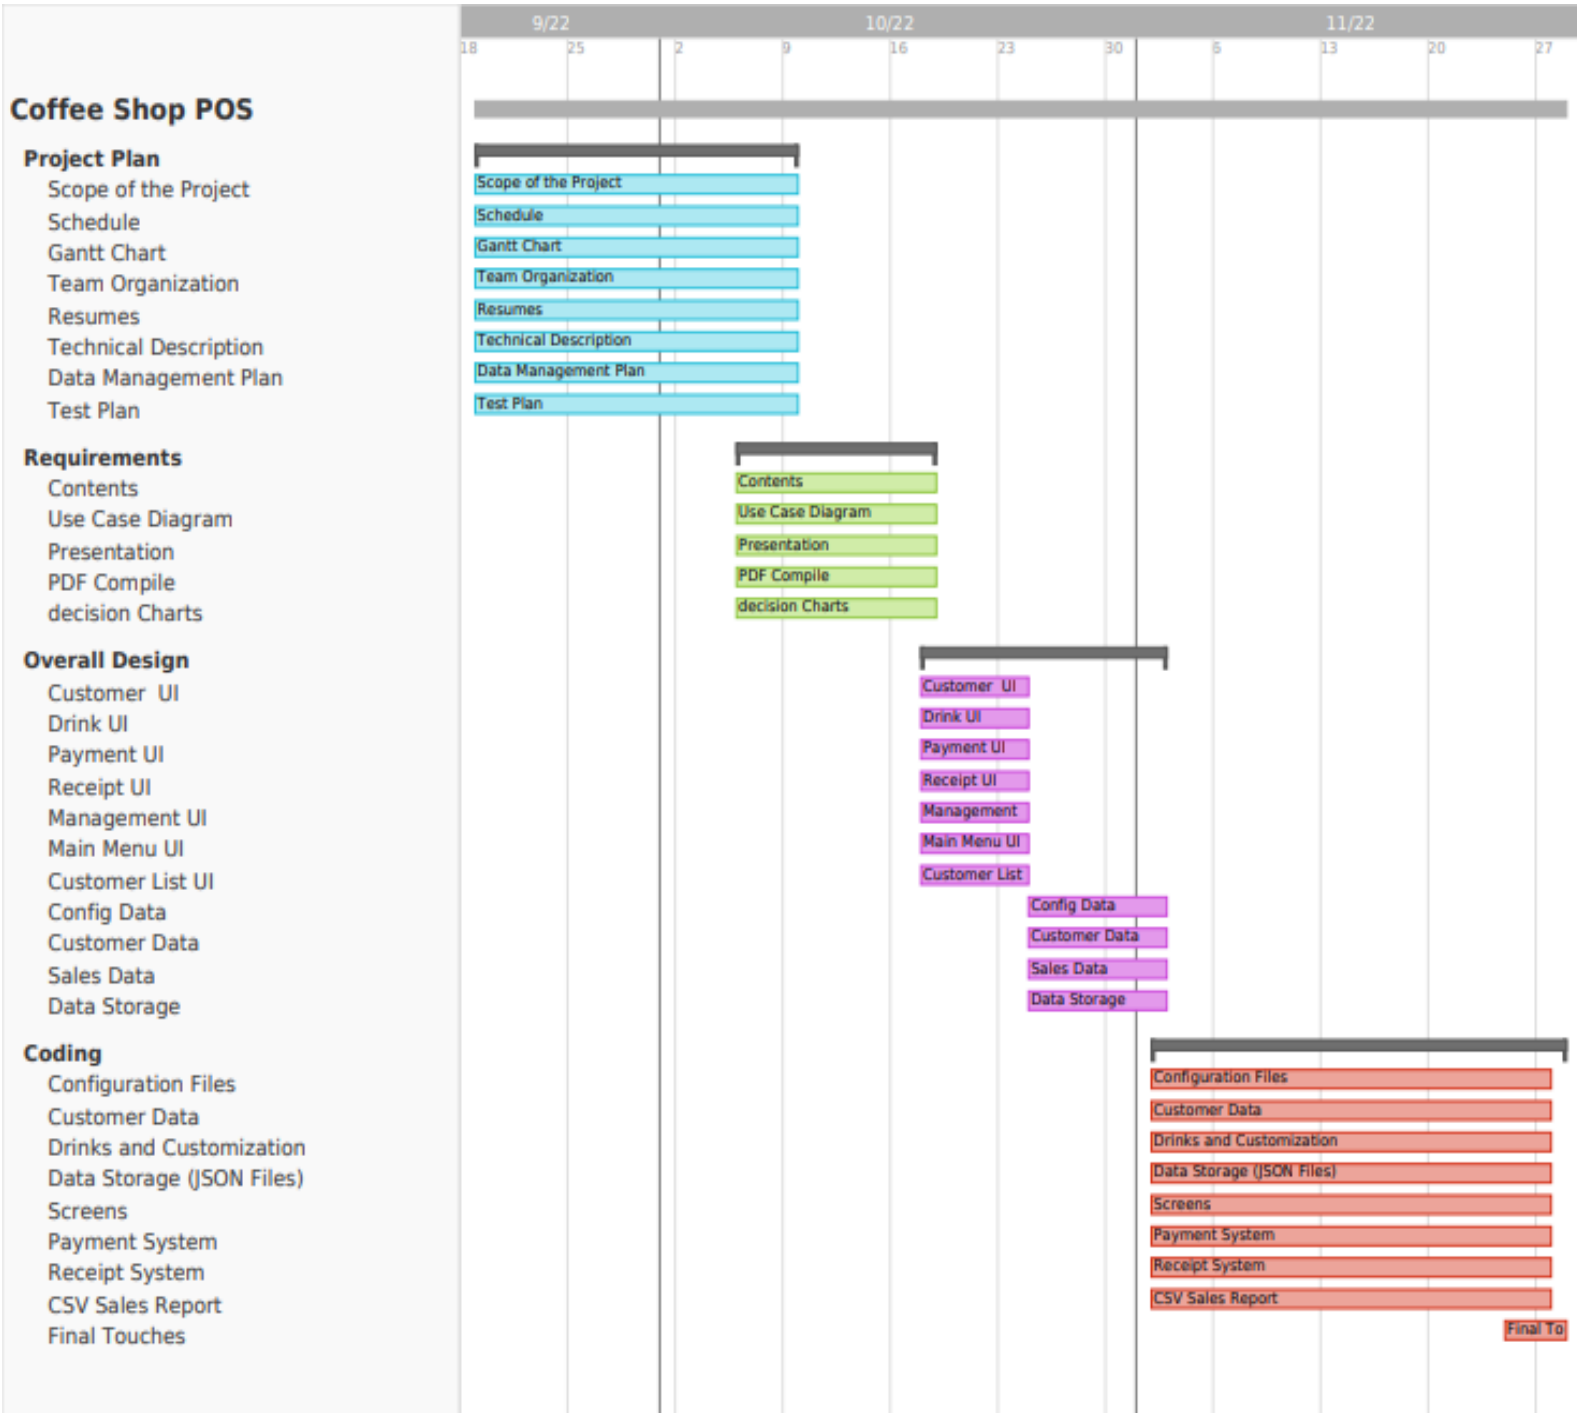 9/22 10/22 11/22
18 25 2 9 16 23 30 6 13 20 27
Coffee Shop POS
Project Plan
Scope of the Project Scope of the Project
Schedule Schedule
Gantt Chart Gantt Chart
Team Organization Team Organization
Resumes Resumes
Technical Description Technical Description
Data Management Plan Data Management Plan
Test Plan Test Plan
Requirements
Contents Contents
Use Case Diagram Use Case Diagram
Presentation Presentation
PDF Compile PDF Compile
decision Charts decision Charts
Overall Design
Customer  UI Customer  UI
Drink UI Drink UI
Payment UI Payment UI
Receipt UI Receipt UI
Management UI Management
Main Menu UI Main Menu UI
Customer List UI Customer List
Config Data Config Data
Customer Data Customer Data
Sales Data Sales Data
Data Storage Data Storage
Coding
Configuration Files Configuration Files
Customer Data Customer Data
Drinks and Customization Drinks and Customization
Data Storage (JSON Files) Data Storage (JSON Files)
Screens Screens
Payment System Payment System
Receipt System Receipt System
CSV Sales Report CSV Sales Report
Final Touches Final To